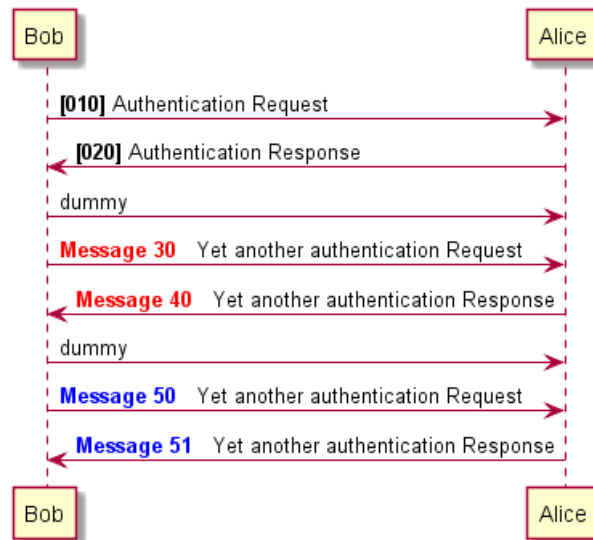 Bob Alice
[010] Authentication Request
[020] Authentication Response
dummy
Message 30 Yet another authentication Request
Message 40 Yet another authentication Response
dummy
Message 50 Yet another authentication Request
Message 51 Yet another authentication Response
Bob Alice